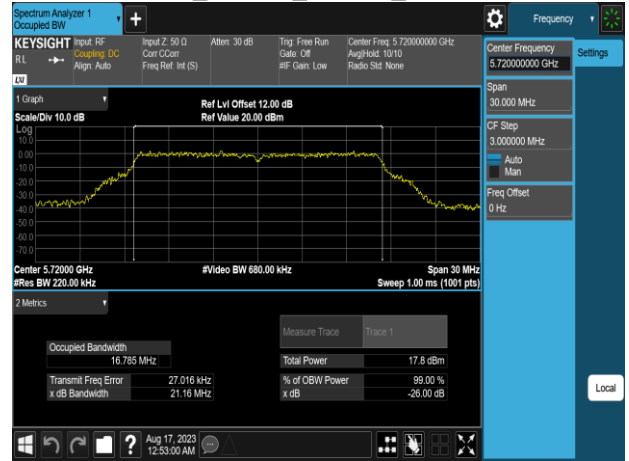 Spectrum Analyzer 1
Occupied BW
+
Frequency
KEYSIGHT
RL
LXI
Input: RF
Coupling: DC
Align: Auto
Input Z: 50 Ω
Corr CCorr
Freq Ref: Int (S)
Atten: 30 dB
Trig: Free Run
Gate: Off
#IF Gain: Low
Center Freq: 5.720000000 GHz
Avg|Hold: 10/10
Radio Std: None
Center Frequency
5.720000000 GHz
Settings
Span
30.000 MHz
CF Step
3.000000 MHz
Auto
Man
Freq Offset
0 Hz
Local
1 Graph
Scale/Div 10.0 dB
Ref Lvl Offset 12.00 dB
Ref Value 20.00 dBm
Log
10.0
0.00
-10.0
-20.0
-30.0
-40.0
-50.0
-60.0
-70.0
Center 5.72000 GHz
#Res BW 220.00 kHz
#Video BW 680.00 kHz
Span 30 MHz
Sweep 1.00 ms (1001 pts)
2 Metrics
Measure Trace Trace 1
Occupied Bandwidth
16.785 MHz
Total Power 17.8 dBm
Transmit Freq Error 27.016 kHz
% of OBW Power 99.00 %
x dB Bandwidth 21.16 MHz
x dB -26.00 dB
?
Aug 17, 2023
12:53:00 AM